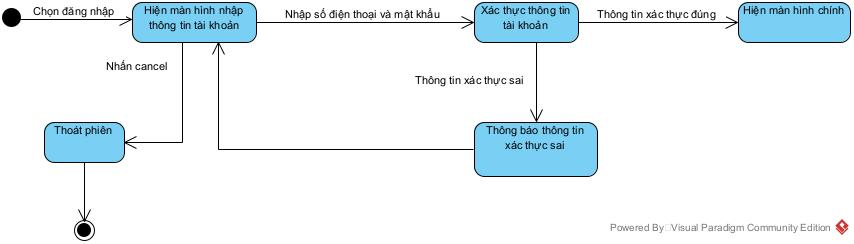 Chọn đăng nhập
Hiện màn hình nhập
thông tin tài khoản
Nhập số điện thoại và mật khẩu
Xác thực thông tin
tài khoản
Thông tin xác thực đúng
Hiện màn hình chính
Nhấn cancel
Thông tin xác thực sai
Thoát phiên
Thông báo thông tin
xác thực sai
Powered By Visual Paradigm Community Edition